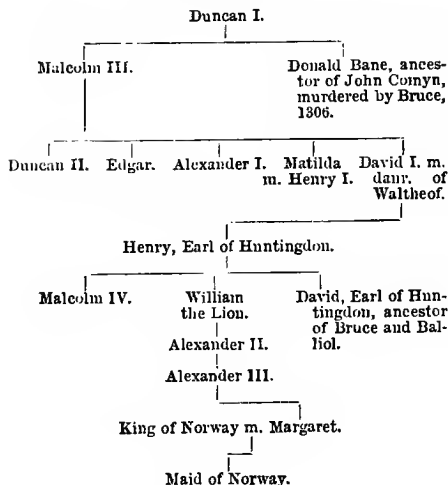 Duncan I.
Malcolm III.
Donald Bane, ances-
tor of John Comyn,
murdered by Bruce,
1306.
Duncan II.
Edgar.
Alexander I.
Matilda
m. Henry I.
David I. m.
daur. of
Waltheof.
Henry, Earl of Huntingdon.
Malcolm IV.
William
the Lion.
David, Earl of Hun-
tingdon, ancestor
of Bruce and Bal-
liol.
Alexander II.
Alexander III.
King of Norway m. Margaret.
Maid of Norway.